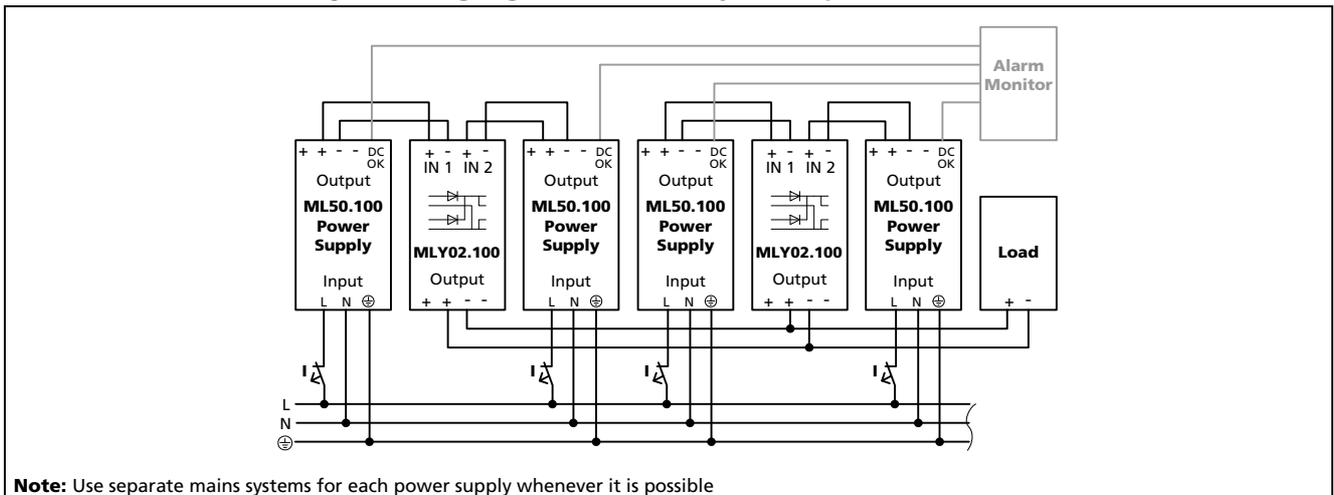 Alarm
Monitor
+ + - - DC
OK
Output
ML50.100
Power
Supply
Input
L N ⏚
+ - + -
IN 1 IN 2
MLY02.100
Output
+ + - -
+ + - - DC
OK
Output
ML50.100
Power
Supply
Input
L N ⏚
+ + - - DC
OK
Output
ML50.100
Power
Supply
Input
L N ⏚
+ - + -
IN 1 IN 2
MLY02.100
Output
+ + - -
+ + - - DC
OK
Output
ML50.100
Power
Supply
Input
L N ⏚
Load
+ -
I
I
I
I
L
N
⏚
Note: Use separate mains systems for each power supply whenever it is possible